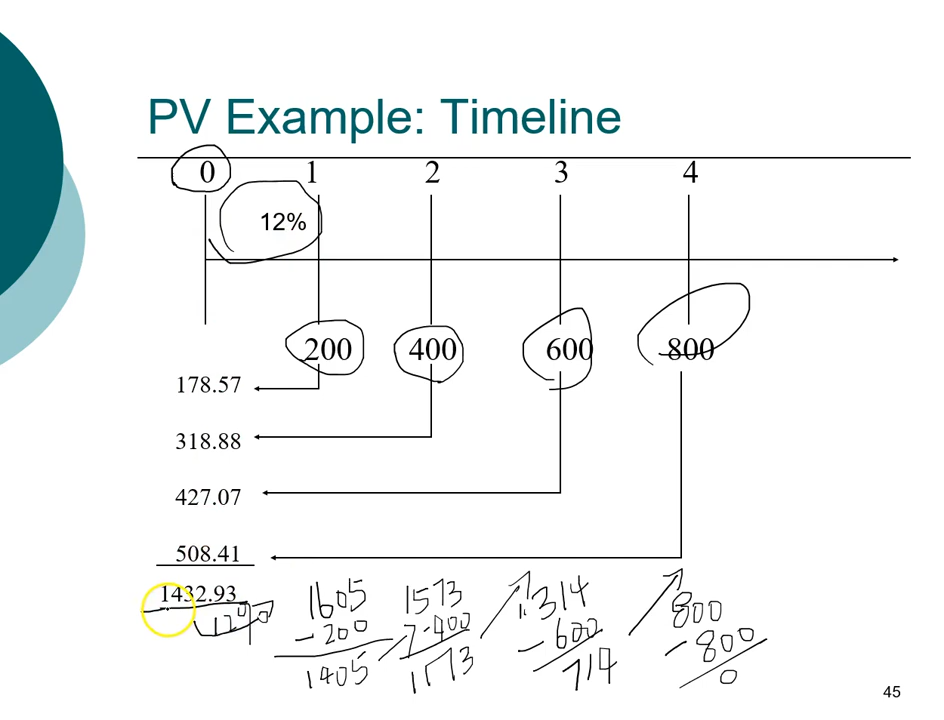 PV Example: Timeline
0 1 2 3 4
12%
200 400 600 800
178.57
318.88
427.07
508.41
1432.93
12%
1605 1573 1314 800
-200 -400 -600 -800
1405 1173 714 0
45